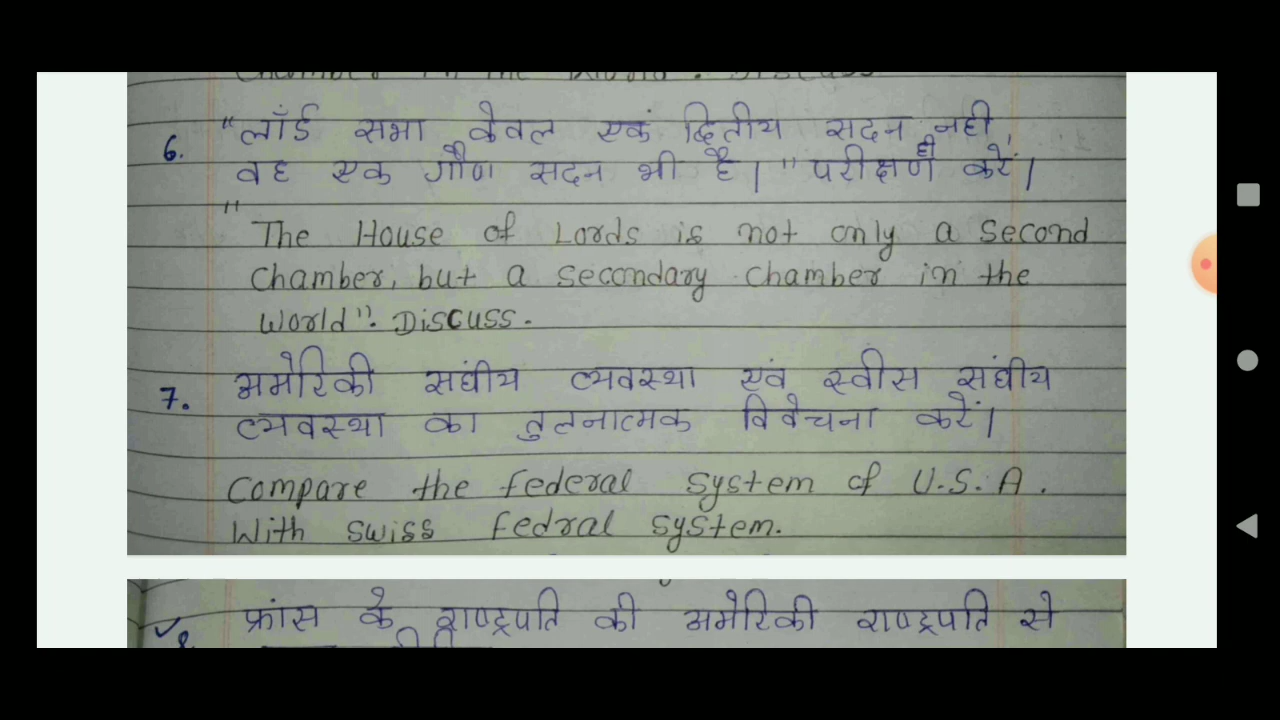 6. "लॉर्ड सभा केवल एक द्वितीय सदन नही,
वह एक गौण सदन भी है।" परीक्षण ही करें।
" The House of Lords is not only a Second
Chamber, but a Secondary Chamber in the
World". Discuss.
7. अमेरिकी संघीय व्यवस्था एवं स्वीस संघीय
व्यवस्था का तुलनात्मक विवेचना करें।
Compare the federal System of U.S.A.
With Swiss Fedral System.
8. फ्रांस के राष्ट्रपति की अमेरिकी राष्ट्रपति से